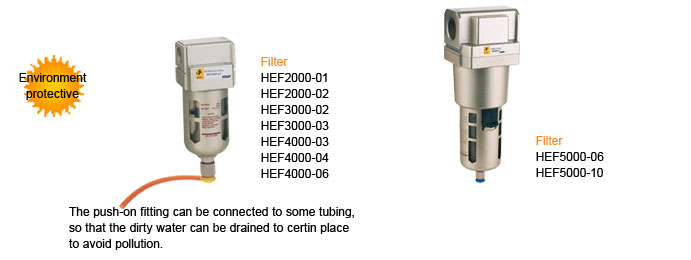 Environment
protective
Filter
HEF2000-01
HEF2000-02
HEF3000-02
HEF3000-03
HEF4000-03
HEF4000-04
HEF4000-06
Filter
HEF5000-06
HEF5000-10
The push-on fitting can be connected to some tubing,
so that the dirty water can be drained to certin place
to avoid pollution.